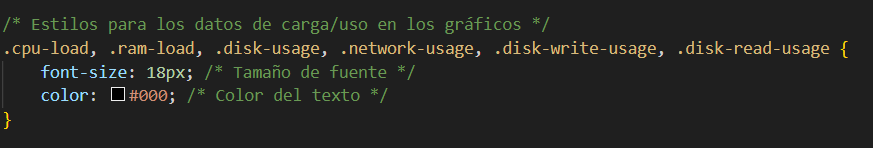 /* Estilos para los datos de carga/uso en los gráficos */
.cpu-load, .ram-load, .disk-usage, .network-usage, .disk-write-usage, .disk-read-usage {
    font-size: 18px; /* Tamaño de fuente */
    color: #000; /* Color del texto */
}